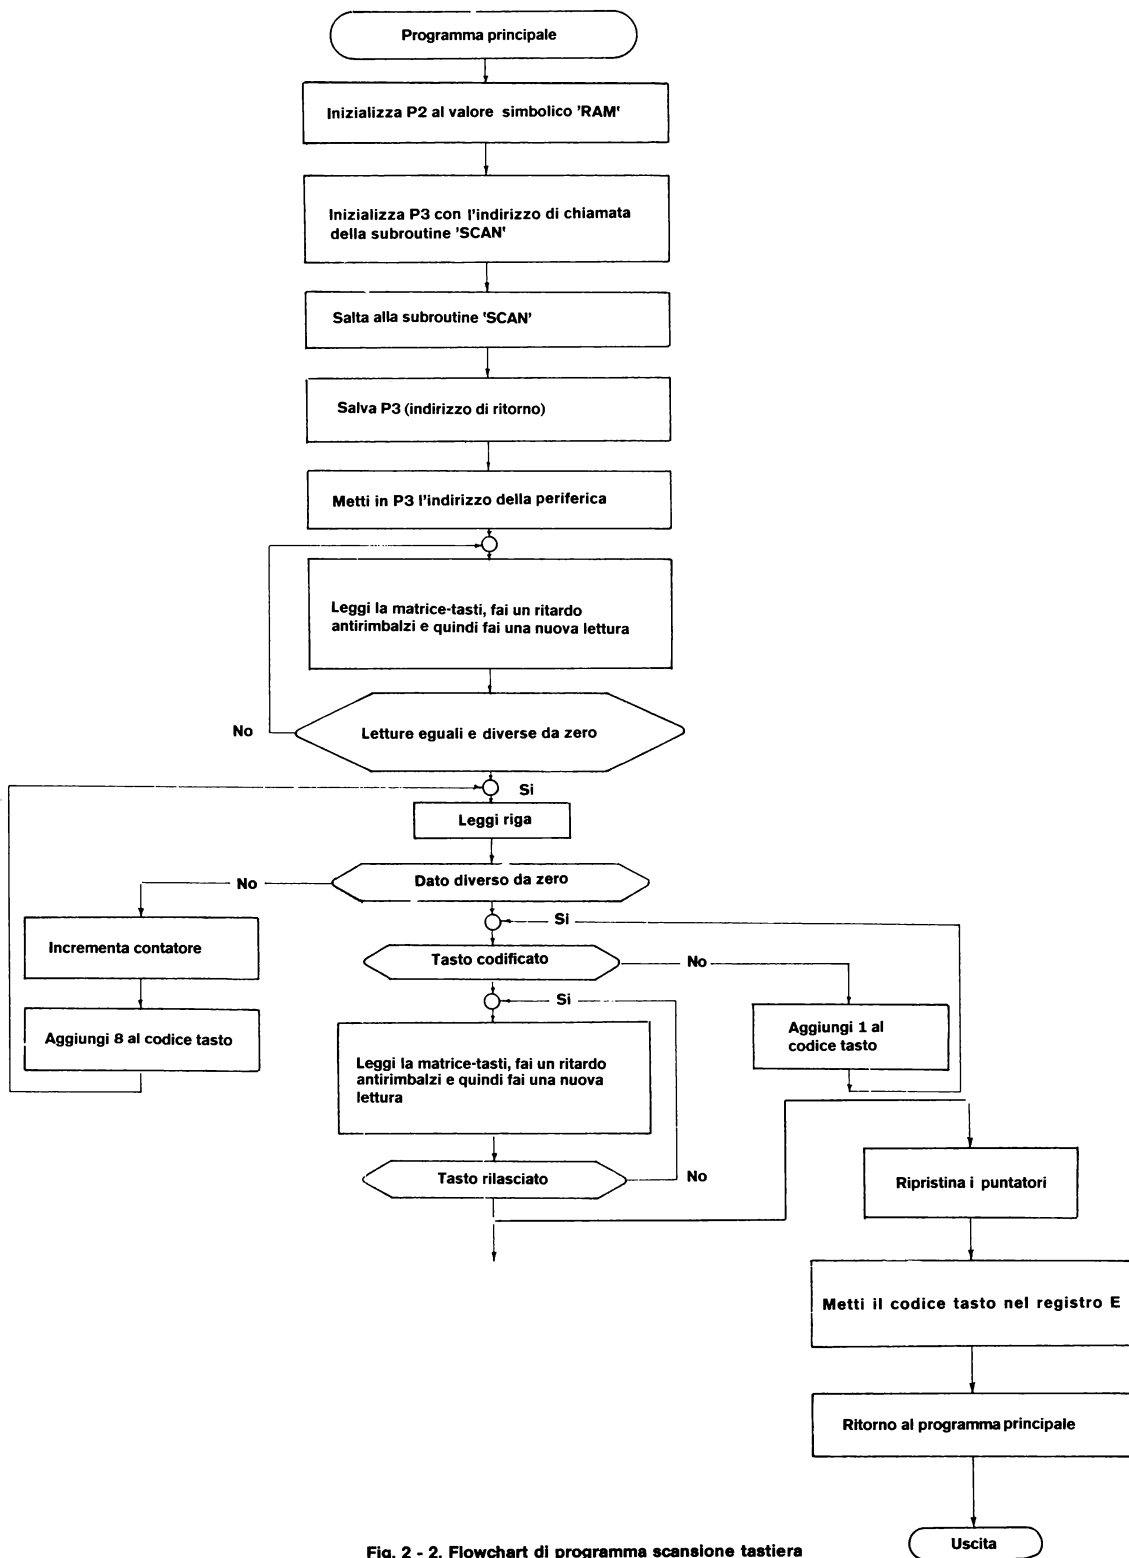 Programma principale
Inizializza P2 al valore simbolico 'RAM'
Inizializza P3 con l'indirizzo di chiamata
della subroutine 'SCAN'
Salta alla subroutine 'SCAN'
Salva P3 (indirizzo di ritorno)
Metti in P3 l'indirizzo della periferica
Leggi la matrice-tasti, fai un ritardo
antirimbalzi e quindi fai una nuova lettura
No
Letture eguali e diverse da zero
Si
Leggi riga
No
Dato diverso da zero
Si
Incrementa contatore
Tasto codificato
No
Si
Aggiungi 8 al codice tasto
Aggiungi 1 al
codice tasto
Leggi la matrice-tasti, fai un ritardo
antirimbalzi e quindi fai una nuova
lettura
Tasto rilasciato
No
Ripristina i puntatori
Metti il codice tasto nel registro E
Ritorno al programma principale
Uscita
Fig. 2 - 2. Flowchart di programma scansione tastiera